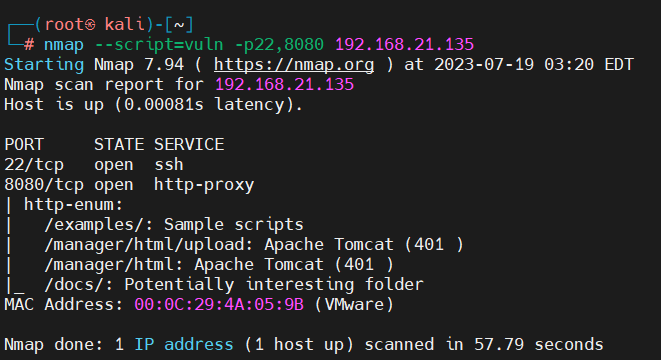 ┌──(root㉿ kali)-[~]
└─# nmap --script=vuln -p22,8080 192.168.21.135
Starting Nmap 7.94 ( https://nmap.org ) at 2023-07-19 03:20 EDT
Nmap scan report for 192.168.21.135
Host is up (0.00081s latency).
PORT     STATE SERVICE
22/tcp   open  ssh
8080/tcp open  http-proxy
| http-enum:
|   /examples/: Sample scripts
|   /manager/html/upload: Apache Tomcat (401 )
|   /manager/html: Apache Tomcat (401 )
|_  /docs/: Potentially interesting folder
MAC Address: 00:0C:29:4A:05:9B (VMware)
Nmap done: 1 IP address (1 host up) scanned in 57.79 seconds